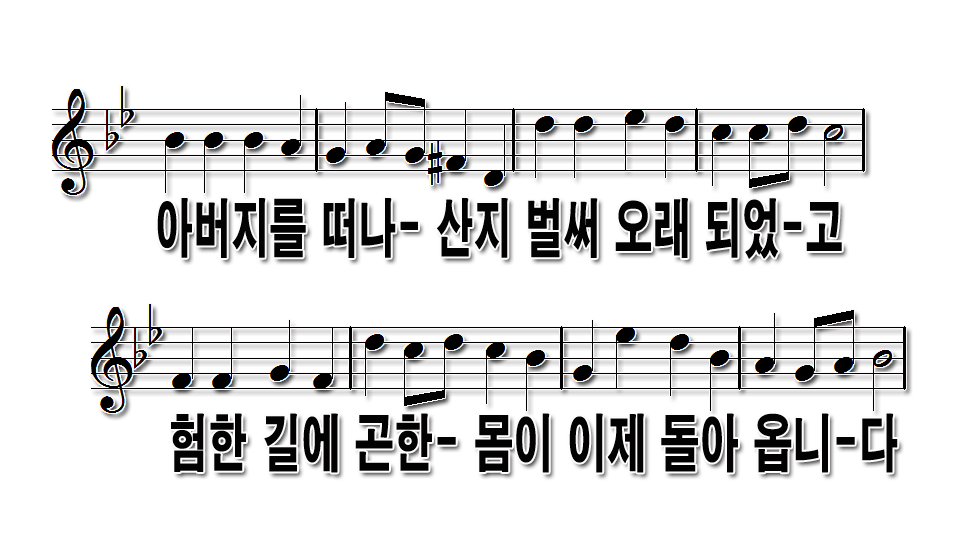 아버지를 떠나- 산지 벌써 오래 되었-고
험한 길에 곤한- 몸이 이제 돌아 옵니-다